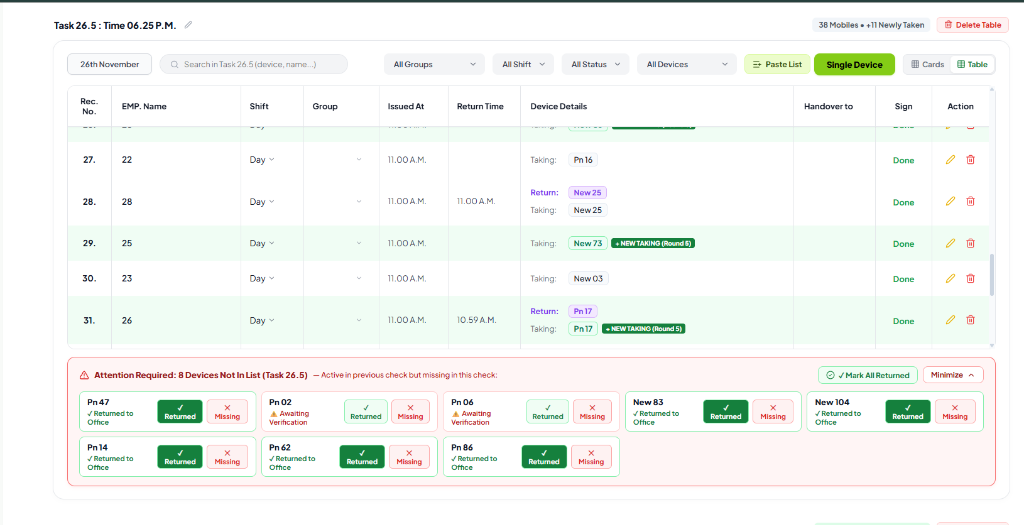 Task 26.5 : Time 06.25 P.M.
38 Mobiles • +11 Newly Taken
Delete Table
26th November
Search in Task 26.5 (device, name...)
All Groups
All Shift
All Status
All Devices
Paste List
Single Device
Cards
Table
Rec. No.
EMP. Name
Shift
Group
Issued At
Return Time
Device Details
Handover to
Sign
Action
27. 22 Day 11.00 A.M. Taking: Pn 16 Done
28. 28 Day 11.00 A.M. 11.00 A.M. Return: New 25
Taking: New 25 Done
29. 25 Day 11.00 A.M. Taking: New 73 + NEW TAKING (Round 5) Done
30. 23 Day 11.00 A.M. Taking: New 03 Done
31. 26 Day 11.00 A.M. 10.59 A.M. Return: Pn 17
Taking: Pn 17 + NEW TAKING (Round 5) Done
Attention Required: 8 Devices Not In List (Task 26.5) — Active in previous check but missing in this check:
✓ Mark All Returned
Minimize
Pn 47
✓ Returned to Office
✓ Returned
✕ Missing
Pn 02
⚠ Awaiting Verification
✓ Returned
✕ Missing
Pn 06
⚠ Awaiting Verification
✓ Returned
✕ Missing
New 83
✓ Returned to Office
✓ Returned
✕ Missing
New 104
✓ Returned to Office
✓ Returned
✕ Missing
Pn 14
✓ Returned to Office
✓ Returned
✕ Missing
Pn 62
✓ Returned to Office
✓ Returned
✕ Missing
Pn 86
✓ Returned to Office
✓ Returned
✕ Missing